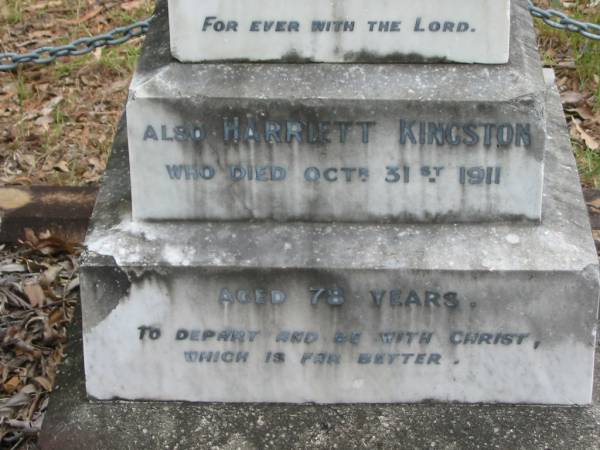 FOR EVER WITH THE LORD.
ALSO HARRIETT KINGSTON
WHO DIED OCTR 31ST 1911
AGED 78 YEARS.
TO DEPART AND BE WITH CHRIST,
WHICH IS FAR BETTER.